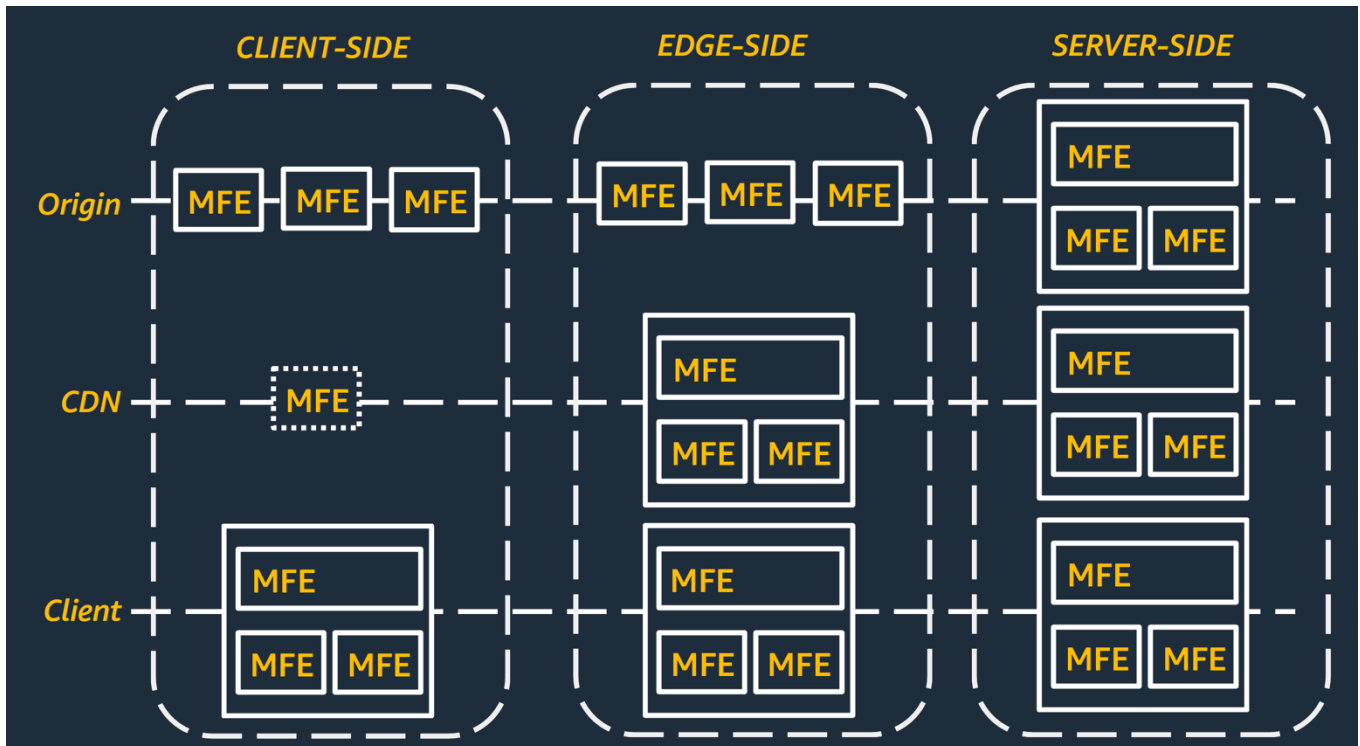 CLIENT-SIDE EDGE-SIDE SERVER-SIDE
MFE
Origin MFE MFE MFE MFE MFE MFE
MFE MFE
MFE MFE
CDN MFE
MFE MFE MFE MFE
MFE MFE MFE
Client
MFE MFE MFE MFE MFE MFE